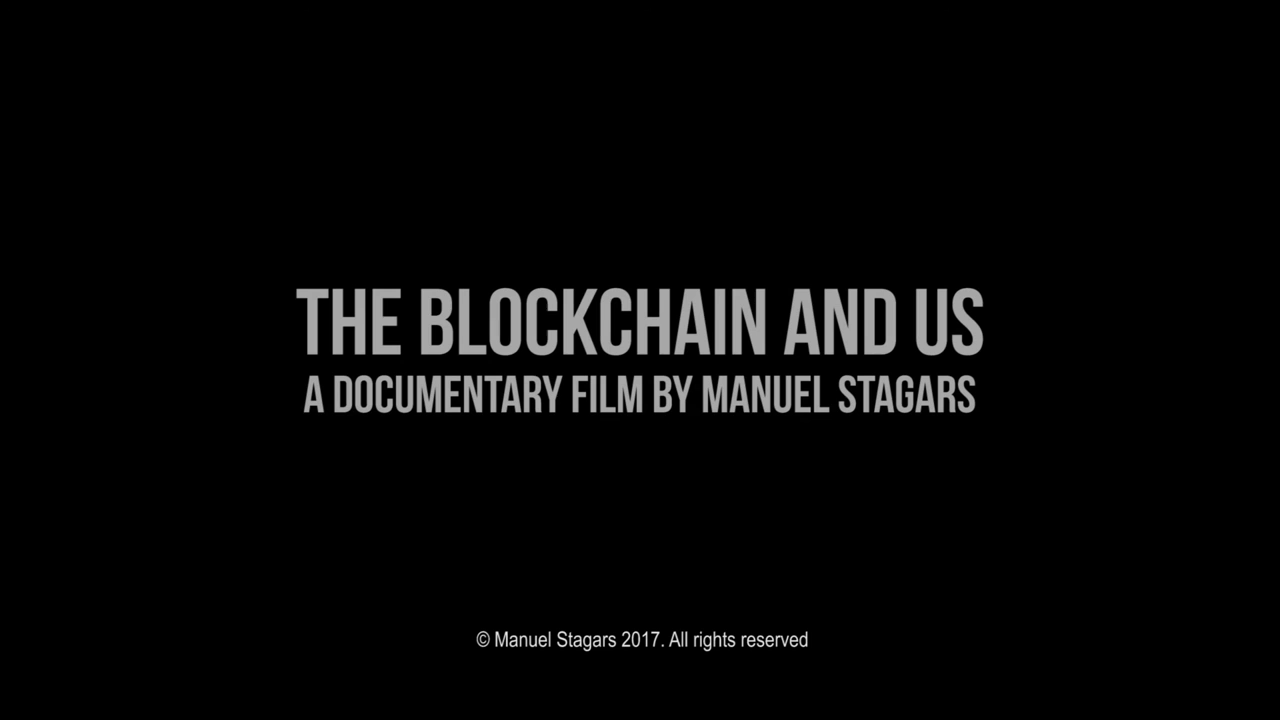 THE BLOCKCHAIN AND US
A DOCUMENTARY FILM BY MANUEL STAGARS
© Manuel Stagars 2017. All rights reserved